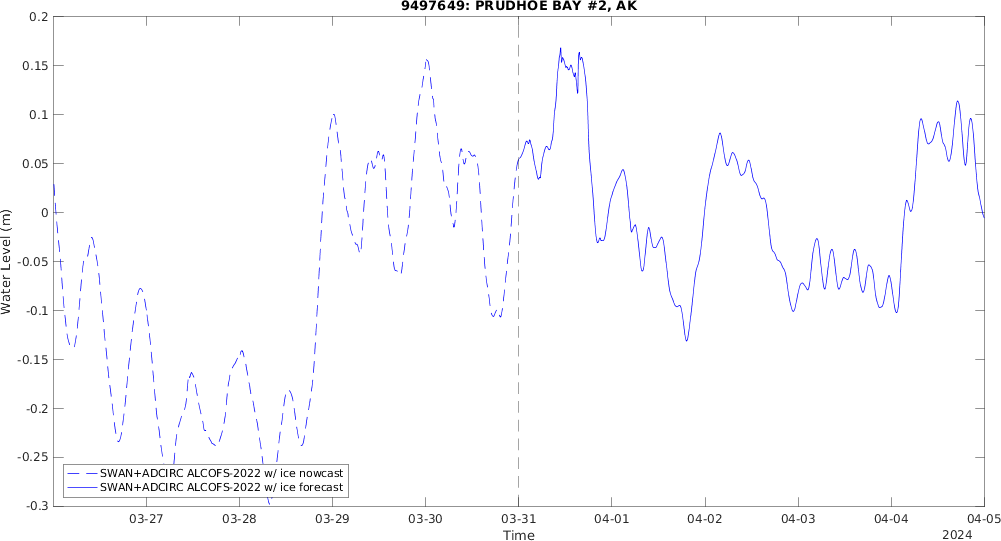 9497649: PRUDHOE BAY #2, AK
0.2
0.15
0.1
0.05
0
-0.05
-0.1
-0.15
-0.2
-0.25
-0.3
Water Level (m)
SWAN+ADCIRC ALCOFS-2022 w/ ice nowcast
SWAN+ADCIRC ALCOFS-2022 w/ ice forecast
03-27 03-28 03-29 03-30 03-31 04-01 04-02 04-03 04-04 04-05
Time
2024